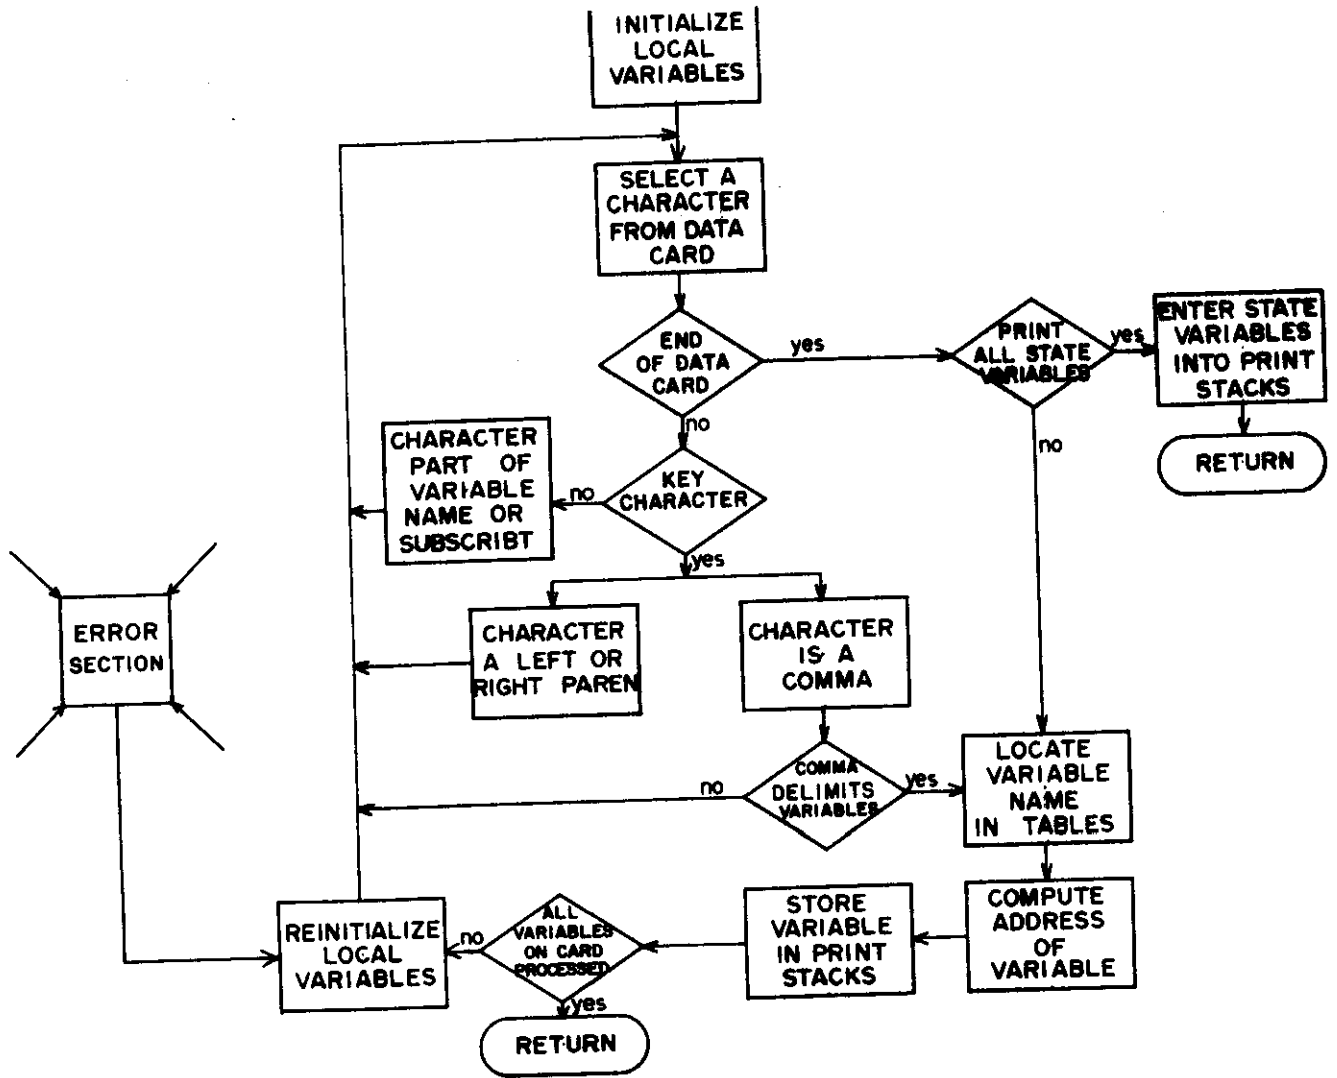 INITIALIZE
LOCAL
VARIABLES
SELECT A
CHARACTER
FROM DATA
CARD
END
OF DATA
CARD
yes
PRINT
ALL STATE
VARIABLES
yes
ENTER STATE
VARIABLES
INTO PRINT
STACKS
RETURN
no
no
KEY
CHARACTER
no
CHARACTER
PART OF
VARIABLE
NAME OR
SUBSCRIBT
yes
CHARACTER
A LEFT OR
RIGHT PAREN
CHARACTER
IS A
COMMA
ERROR
SECTION
COMMA
DELIMITS
VARIABLES
no
yes
LOCATE
VARIABLE
NAME
IN TABLES
COMPUTE
ADDRESS
OF
VARIABLE
STORE
VARIABLE
IN PRINT
STACKS
ALL
VARIABLES
ON CARD
PROCESSED
no
REINITIALIZE
LOCAL
VARIABLES
yes
RETURN